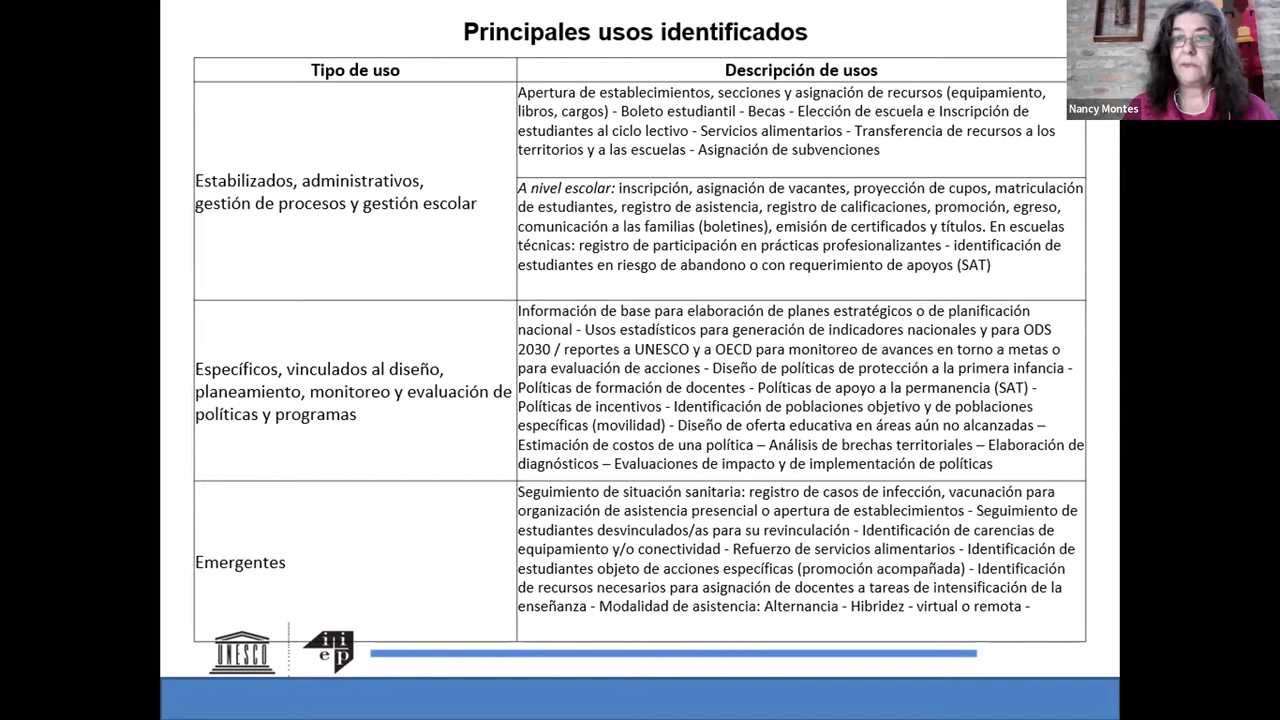 Principales usos identificados
Nancy Montes
Tipo de uso
Descripción de usos
Estabilizados, administrativos,
gestión de procesos y gestión escolar
Apertura de establecimientos, secciones y asignación de recursos (equipamiento,
libros, cargos) - Boleto estudiantil - Becas - Elección de escuela e Inscripción de
estudiantes al ciclo lectivo - Servicios alimentarios - Transferencia de recursos a los
territorios y a las escuelas - Asignación de subvenciones
A nivel escolar: inscripción, asignación de vacantes, proyección de cupos, matriculación
de estudiantes, registro de asistencia, registro de calificaciones, promoción, egreso,
comunicación a las familias (boletines), emisión de certificados y títulos. En escuelas
técnicas: registro de participación en prácticas profesionalizantes - identificación de
estudiantes en riesgo de abandono o con requerimiento de apoyos (SAT)
Específicos, vinculados al diseño,
planeamiento, monitoreo y evaluación de
políticas y programas
Información de base para elaboración de planes estratégicos o de planificación
nacional - Usos estadísticos para generación de indicadores nacionales y para ODS
2030 / reportes a UNESCO y a OECD para monitoreo de avances en torno a metas o
para evaluación de acciones - Diseño de políticas de protección a la primera infancia -
Políticas de formación de docentes - Políticas de apoyo a la permanencia (SAT) -
Políticas de incentivos - Identificación de poblaciones objetivo y de poblaciones
específicas (movilidad) - Diseño de oferta educativa en áreas aún no alcanzadas –
Estimación de costos de una política – Análisis de brechas territoriales – Elaboración de
diagnósticos – Evaluaciones de impacto y de implementación de políticas
Emergentes
Seguimiento de situación sanitaria: registro de casos de infección, vacunación para
organización de asistencia presencial o apertura de establecimientos - Seguimiento de
estudiantes desvinculados/as para su revinculación - Identificación de carencias de
equipamiento y/o conectividad - Refuerzo de servicios alimentarios - Identificación de
estudiantes objeto de acciones específicas (promoción acompañada) - Identificación
de recursos necesarios para asignación de docentes a tareas de intensificación de la
enseñanza - Modalidad de asistencia: Alternancia - Hibridez - virtual o remota -
UNESCO
iiep